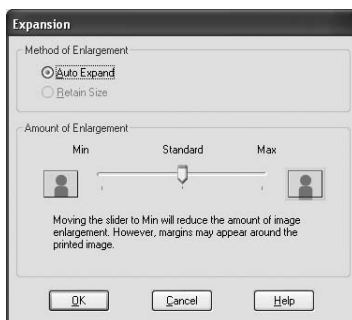 Expansion
Method of Enlargement
Auto Expand
Retain Size
Amount of Enlargement
Min Standard Max
Moving the slider to Min will reduce the amount of image
enlargement. However, margins may appear around the
printed image.
OK Cancel Help